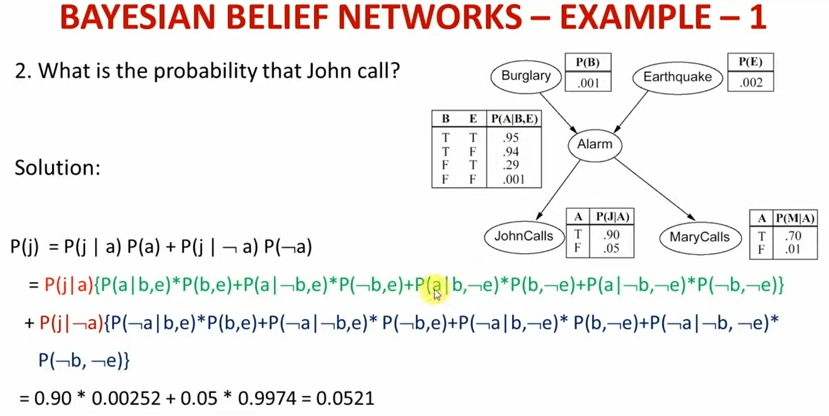 BAYESIAN BELIEF NETWORKS – EXAMPLE – 1
2. What is the probability that John call?
Burglary
P(B)
.001
Earthquake
P(E)
.002
B E P(A|B,E)
T T .95
T F .94
F T .29
F F .001
Alarm
Solution:
JohnCalls
A P(J|A)
T .90
F .05
MaryCalls
A P(M|A)
T .70
F .01
P(j) = P(j | a) P(a) + P(j | ¬ a) P(¬a)
= P(j|a){P(a|b,e)*P(b,e)+P(a|¬b,e)*P(¬b,e)+P(a|b,¬e)*P(b,¬e)+P(a|¬b,¬e)*P(¬b,¬e)}
+ P(j|¬a){P(¬a|b,e)*P(b,e)+P(¬a|¬b,e)* P(¬b,e)+P(¬a|b,¬e)* P(b,¬e)+P(¬a|¬b, ¬e)*
P(¬b, ¬e)}
= 0.90 * 0.00252 + 0.05 * 0.9974 = 0.0521